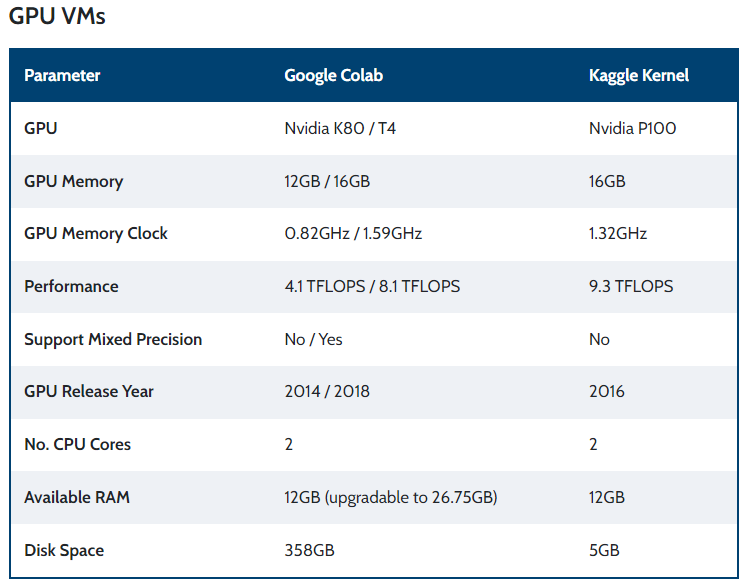 GPU VMs
Parameter Google Colab Kaggle Kernel
GPU Nvidia K80 / T4 Nvidia P100
GPU Memory 12GB / 16GB 16GB
GPU Memory Clock 0.82GHz / 1.59GHz 1.32GHz
Performance 4.1 TFLOPS / 8.1 TFLOPS 9.3 TFLOPS
Support Mixed Precision No / Yes No
GPU Release Year 2014 / 2018 2016
No. CPU Cores 2 2
Available RAM 12GB (upgradable to 26.75GB) 12GB
Disk Space 358GB 5GB